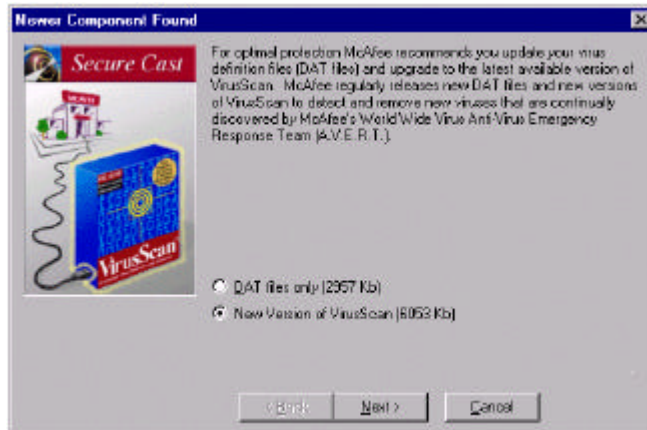 Newer Component Found
Secure Cast
For optimal protection McAfee recommends you update your virus
definition files (DAT files) and upgrade to the latest available version of
VirusScan. McAfee regularly releases new DAT files and new versions
of VirusScan to detect and remove new viruses that are continually
discovered by McAfee's World Wide Virus Anti-Virus Emergency
Response Team (A.V.E.R.T.).
VirusScan
DAT files only (2957 Kb)
New Version of VirusScan (6053 Kb)
< Back
Next >
Cancel